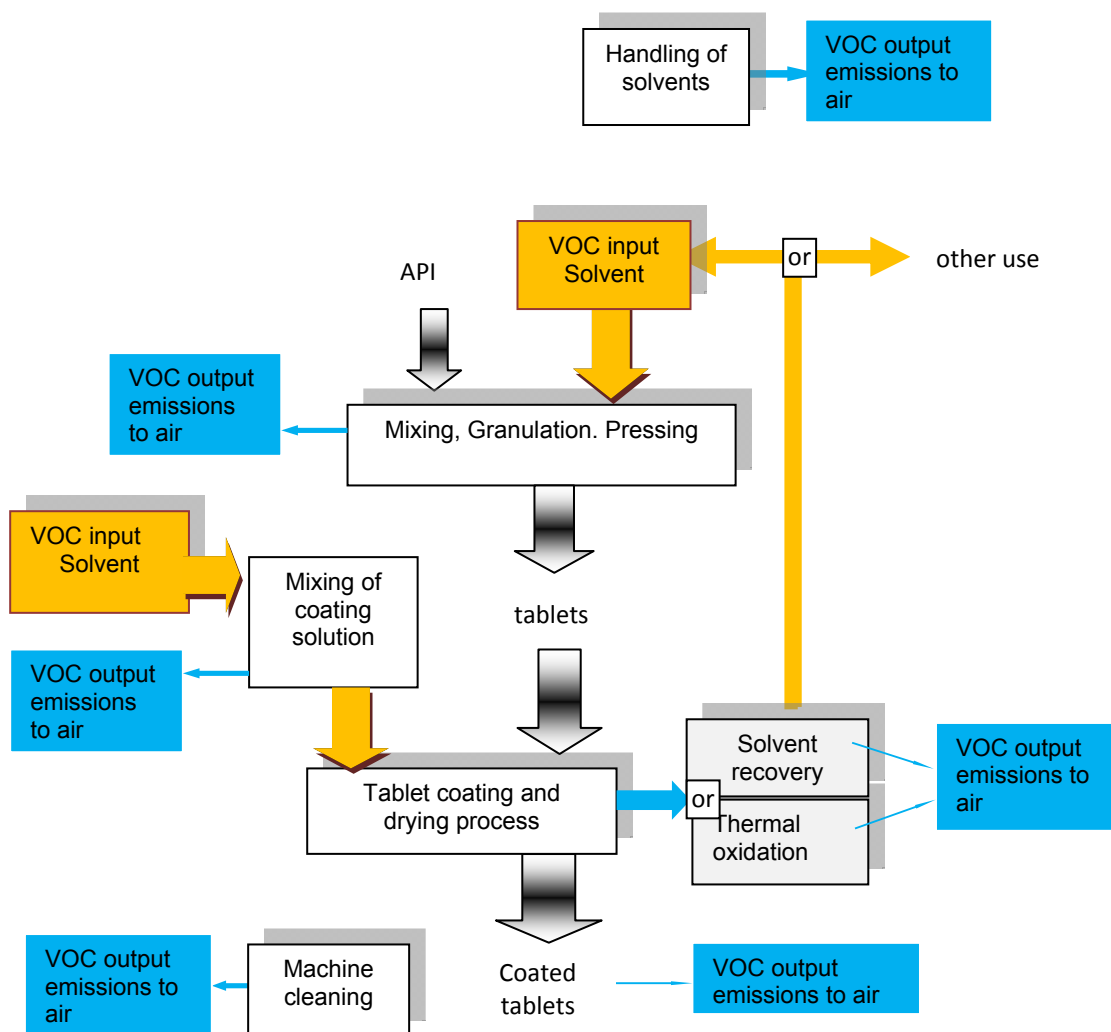 Handling of
solvents
VOC output
emissions to
air
VOC input
Solvent
or
other use
API
VOC output
emissions
to air
Mixing, Granulation. Pressing
VOC input
Solvent
Mixing of
coating
solution
tablets
VOC output
emissions
to air
Solvent
recovery
VOC output
emissions to
air
Tablet coating and
drying process
or
Thermal
oxidation
VOC output
emissions to
air
Machine
cleaning
Coated
tablets
VOC output
emissions to air